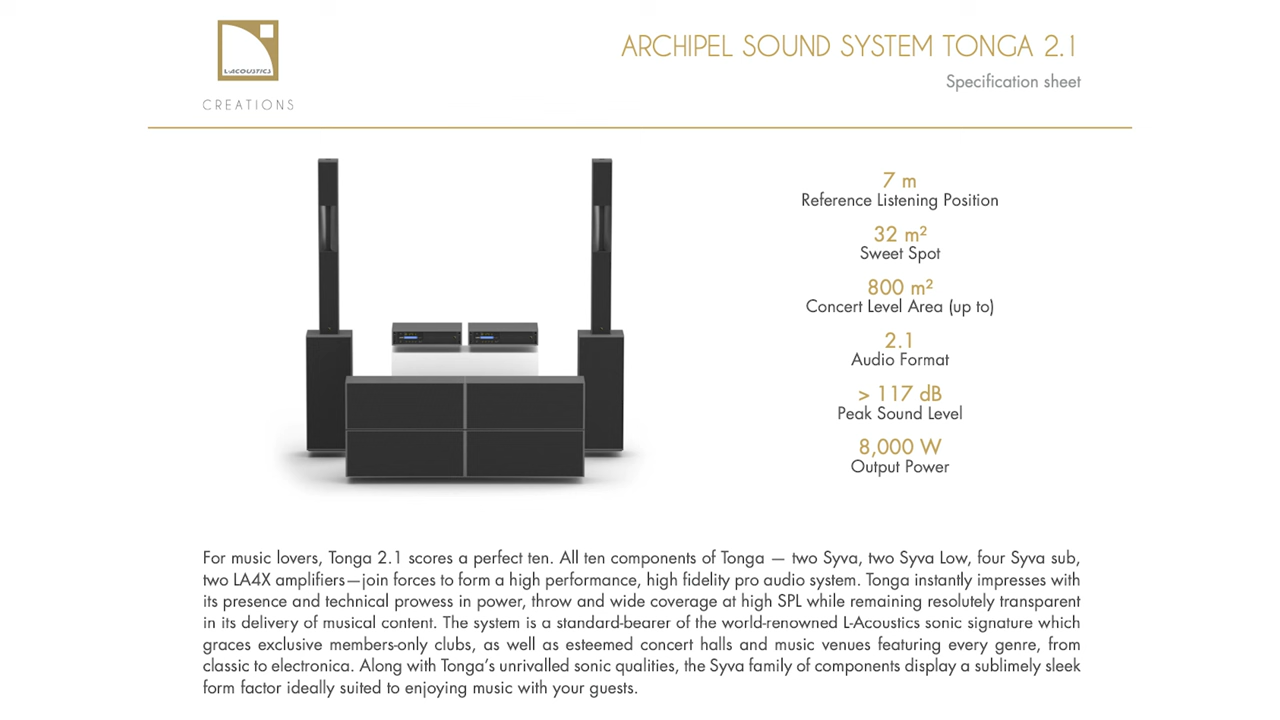 L-ACOUSTICS
CREATIONS
ARCHIPEL SOUND SYSTEM TONGA 2.1
Specification sheet
7 m
Reference Listening Position
32 m²
Sweet Spot
800 m²
Concert Level Area (up to)
2.1
Audio Format
> 117 dB
Peak Sound Level
8,000 W
Output Power
For music lovers, Tonga 2.1 scores a perfect ten. All ten components of Tonga — two Syva, two Syva Low, four Syva sub,
two LA4X amplifiers—join forces to form a high performance, high fidelity pro audio system. Tonga instantly impresses with
its presence and technical prowess in power, throw and wide coverage at high SPL while remaining resolutely transparent
in its delivery of musical content. The system is a standard-bearer of the world-renowned L-Acoustics sonic signature which
graces exclusive members-only clubs, as well as esteemed concert halls and music venues featuring every genre, from
classic to electronica. Along with Tonga's unrivalled sonic qualities, the Syva family of components display a sublimely sleek
form factor ideally suited to enjoying music with your guests.